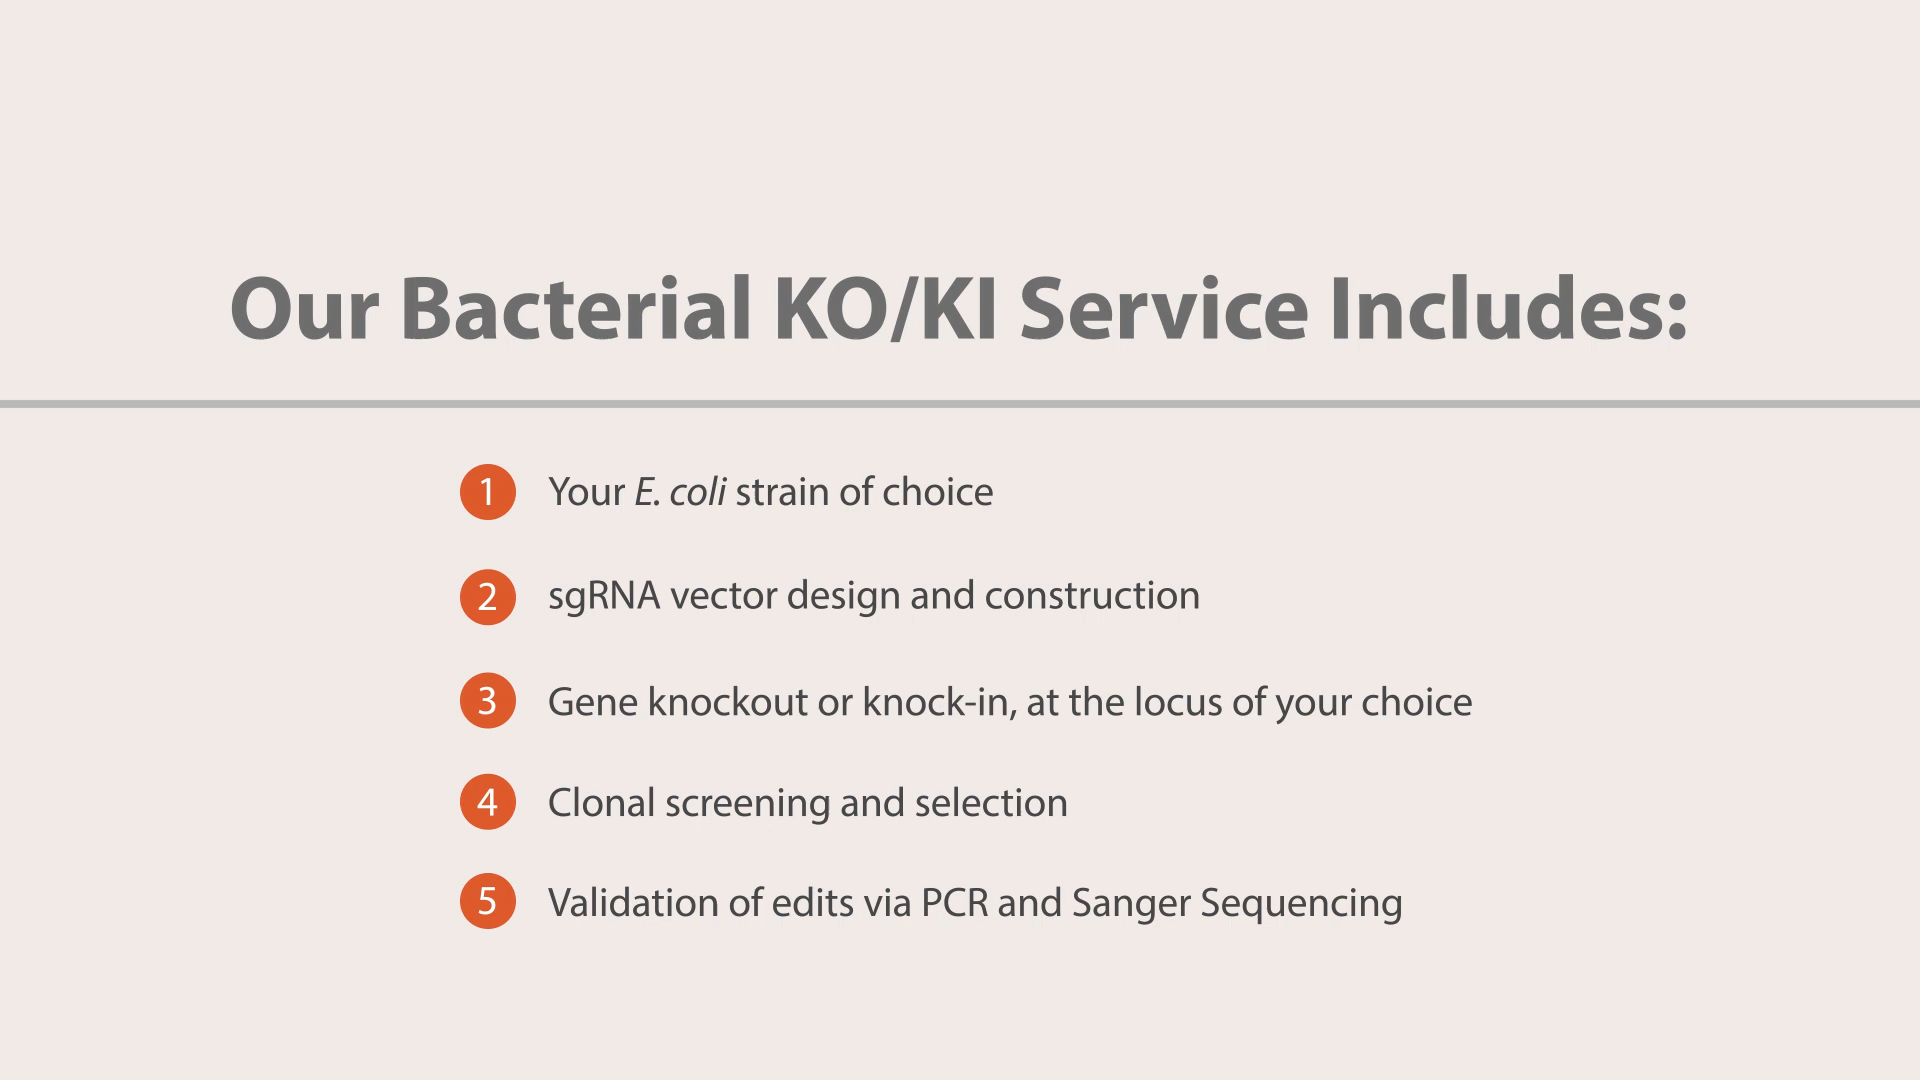 Our Bacterial KO/KI Service Includes:
1 Your E. coli strain of choice
2 sgRNA vector design and construction
3 Gene knockout or knock-in, at the locus of your choice
4 Clonal screening and selection
5 Validation of edits via PCR and Sanger Sequencing